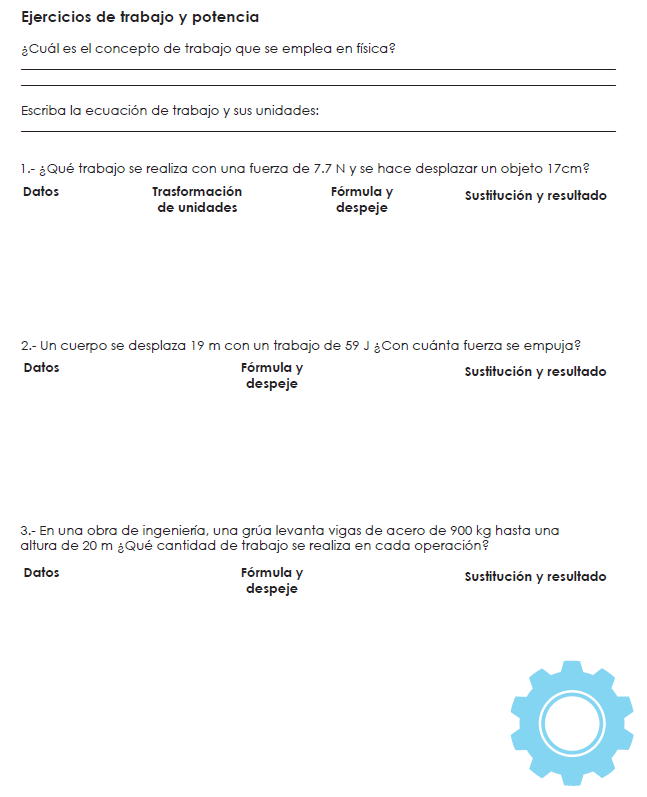 Ejercicios de trabajo y potencia
¿Cuál es el concepto de trabajo que se emplea en física?
Escriba la ecuación de trabajo y sus unidades:
1.- ¿Qué trabajo se realiza con una fuerza de 7.7 N y se hace desplazar un objeto 17cm?
Datos
Trasformación
de unidades
Fórmula y
despeje
Sustitución y resultado
2.- Un cuerpo se desplaza 19 m con un trabajo de 59 J ¿Con cuánta fuerza se empuja?
Datos
Fórmula y
despeje
Sustitución y resultado
3.- En una obra de ingeniería, una grúa levanta vigas de acero de 900 kg hasta una
altura de 20 m ¿Qué cantidad de trabajo se realiza en cada operación?
Datos
Fórmula y
despeje
Sustitución y resultado